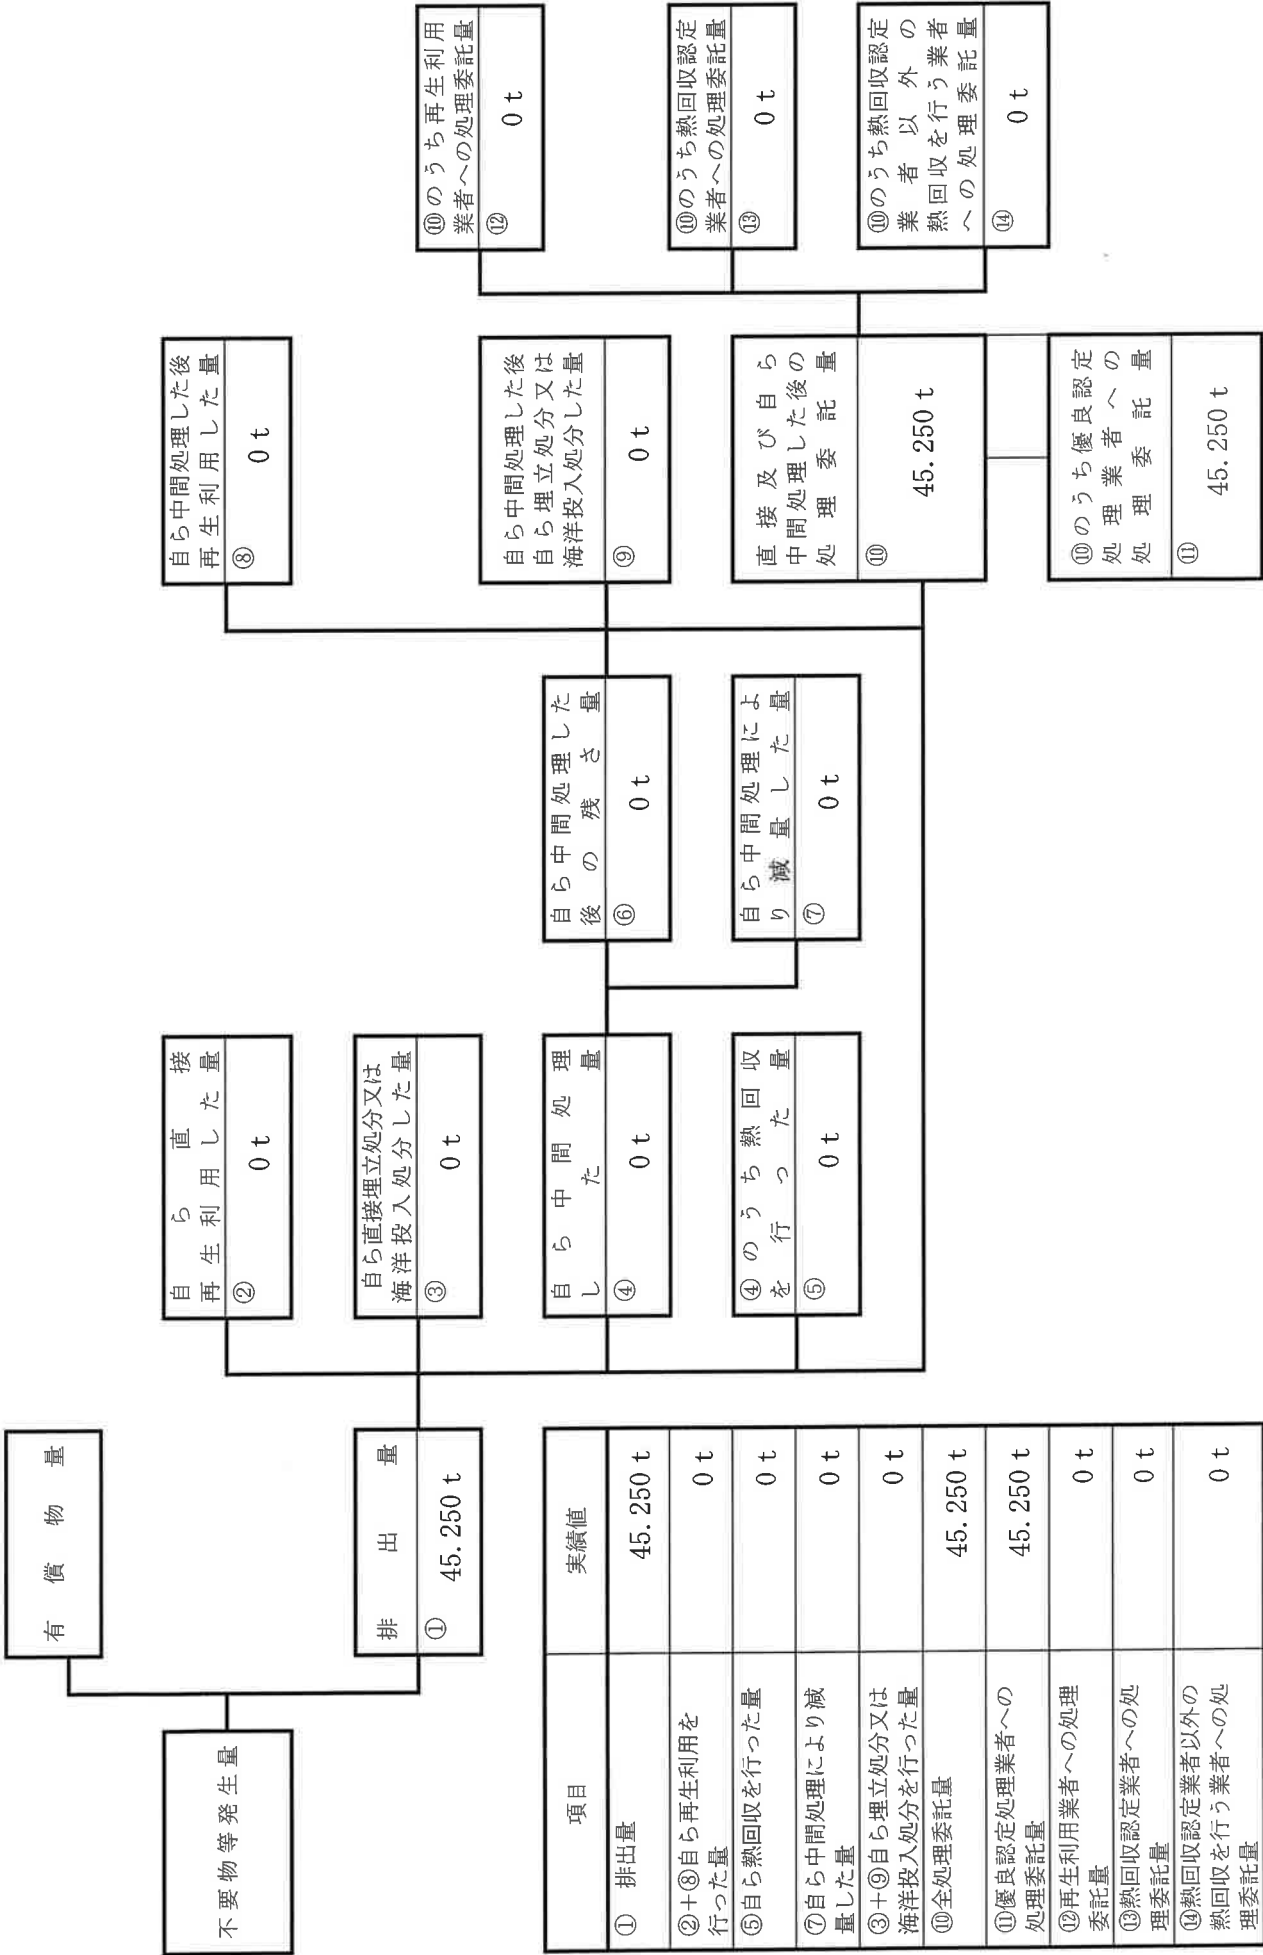 不要物等発生量
有償物量
排出量
① 45.250 t
自ら直接
再生利用した量
② 0 t
自ら直接埋立処分又は
海洋投入処分した量
③ 0 t
自ら中間処理
した量
④ 0 t
④のうち熱回収
を行った量
⑤ 0 t
自ら中間処理した
後の残さ量
⑥ 0 t
自ら中間処理によ
り減量した量
⑦ 0 t
自ら中間処理した後
再生利用した量
⑧ 0 t
自ら中間処理した後
自ら埋立処分又は
海洋投入処分した量
⑨ 0 t
直接及び自ら
中間処理した後の
処理委託量
⑩ 45.250 t
⑩のうち優良認定
処理業者への
処理委託量
⑪ 45.250 t
⑩のうち再生利用
業者への処理委託量
⑫ 0 t
⑩のうち熱回収認定
業者への処理委託量
⑬ 0 t
⑩のうち熱回収認定
業者以外の
熱回収を行う業者
への処理委託量
⑭ 0 t
項目 実績値
① 排出量 45.250 t
②+⑧自ら再生利用を
行った量 0 t
⑤自ら熱回収を行った量 0 t
⑦自ら中間処理により減
量した量 0 t
③+⑨自ら埋立処分又は
海洋投入処分を行った量 0 t
⑩全処理委託量 45.250 t
⑪優良認定処理業者への
処理委託量 45.250 t
⑫再生利用業者への処理
委託量 0 t
⑬熱回収認定業者への処
理委託量 0 t
⑭熱回収認定業者以外の
熱回収を行う業者への処
理委託量 0 t